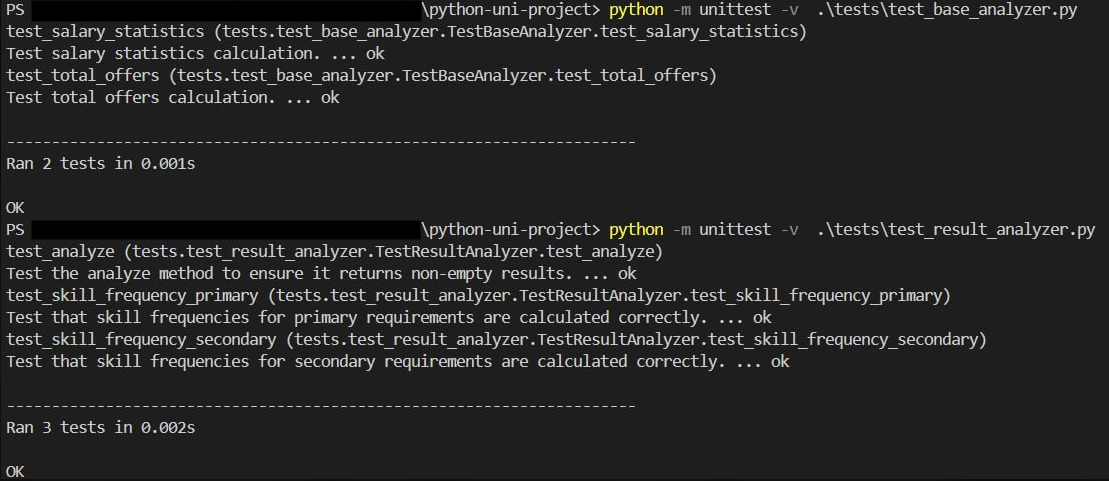 PS \python-uni-project> python -m unittest -v  .\tests\test_base_analyzer.py
test_salary_statistics (tests.test_base_analyzer.TestBaseAnalyzer.test_salary_statistics)
Test salary statistics calculation. ... ok
test_total_offers (tests.test_base_analyzer.TestBaseAnalyzer.test_total_offers)
Test total offers calculation. ... ok
----------------------------------------------------------------------
Ran 2 tests in 0.001s
OK
PS \python-uni-project> python -m unittest -v  .\tests\test_result_analyzer.py
test_analyze (tests.test_result_analyzer.TestResultAnalyzer.test_analyze)
Test the analyze method to ensure it returns non-empty results. ... ok
test_skill_frequency_primary (tests.test_result_analyzer.TestResultAnalyzer.test_skill_frequency_primary)
Test that skill frequencies for primary requirements are calculated correctly. ... ok
test_skill_frequency_secondary (tests.test_result_analyzer.TestResultAnalyzer.test_skill_frequency_secondary)
Test that skill frequencies for secondary requirements are calculated correctly. ... ok
----------------------------------------------------------------------
Ran 3 tests in 0.002s
OK